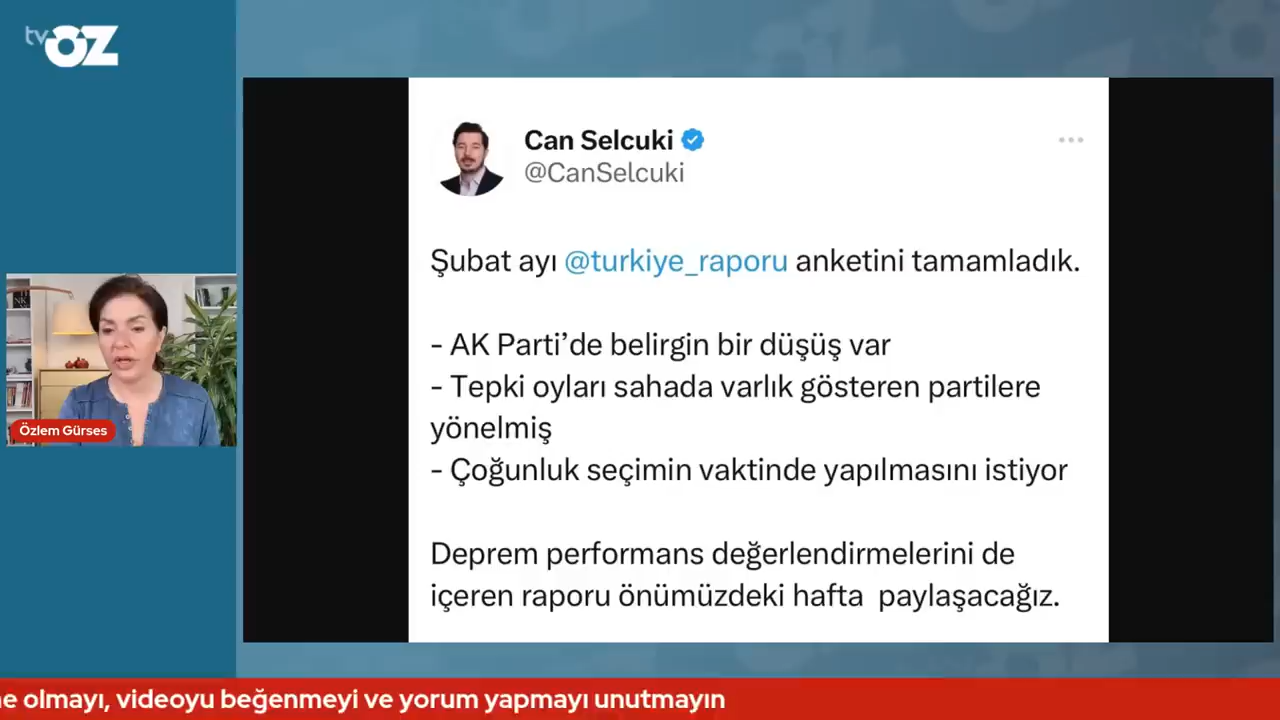 tv ÖZ
Can Selcuki
@CanSelcuki
Şubat ayı @turkiye_raporu anketini tamamladık.
- AK Parti’de belirgin bir düşüş var
- Tepki oyları sahada varlık gösteren partilere
yönelmiş
- Çoğunluk seçimin vaktinde yapılmasını istiyor
Deprem performans değerlendirmelerini de
içeren raporu önümüzdeki hafta paylaşacağız.
Özlem Gürses
olmayı, videoyu beğenmeyi ve yorum yapmayı unutmayın